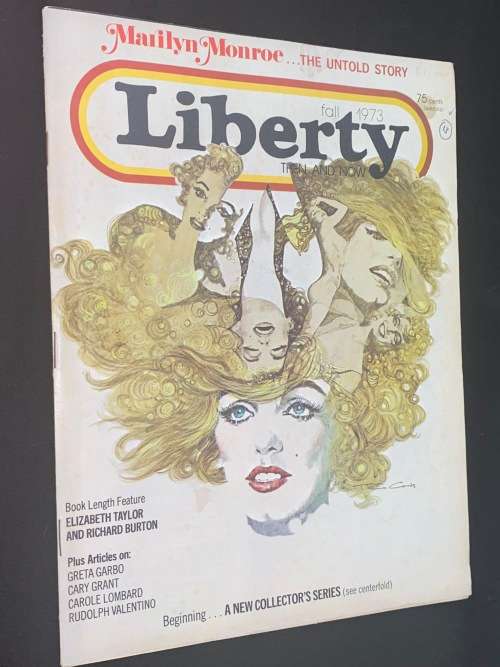 Marilyn Monroe ...THE UNTOLD STORY
75 cents
fall 1973
Liberty
THEN AND NOW
Book Length Feature
ELIZABETH TAYLOR
AND RICHARD BURTON
Plus Articles on:
GRETA GARBO
CARY GRANT
CAROLE LOMBARD
RUDOLPH VALENTINO
Beginning... A NEW COLLECTOR'S SERIES (see centerfold)